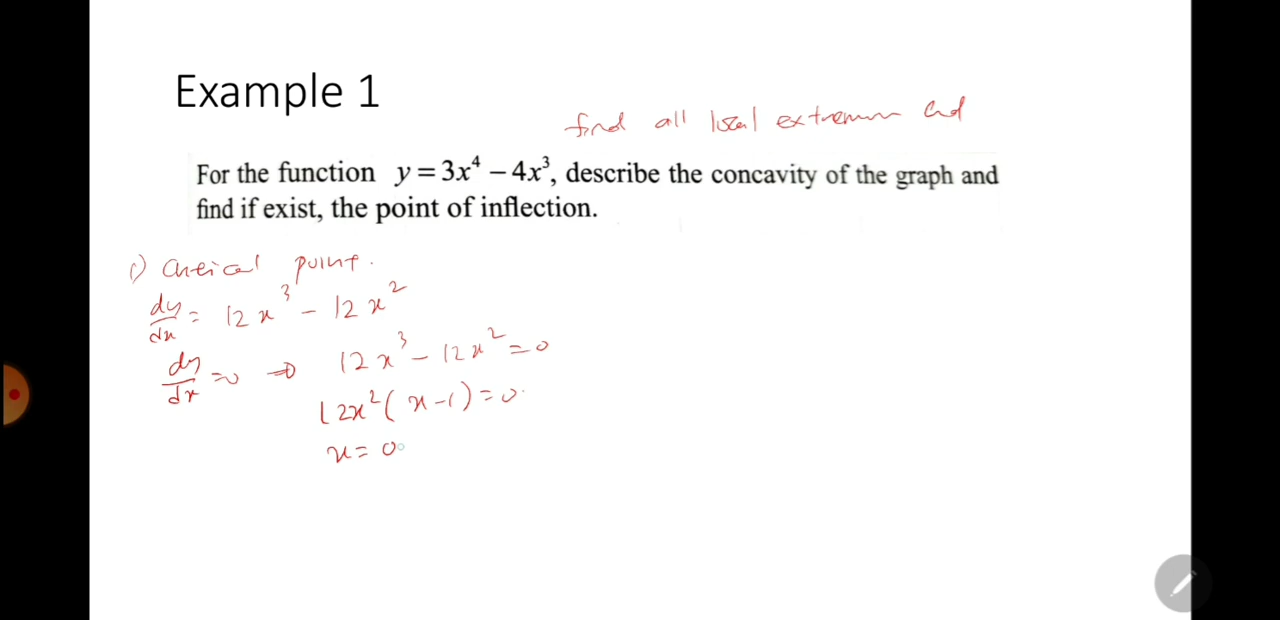 Example 1
find all local extremum and
For the function y = 3x⁴ – 4x³, describe the concavity of the graph and
find if exist, the point of inflection.
1) Critical point.
dy/dx = 12x³ - 12x²
dy/dx = 0 ⇒ 12x³ - 12x² = 0
12x² (x-1) = 0
x = 0